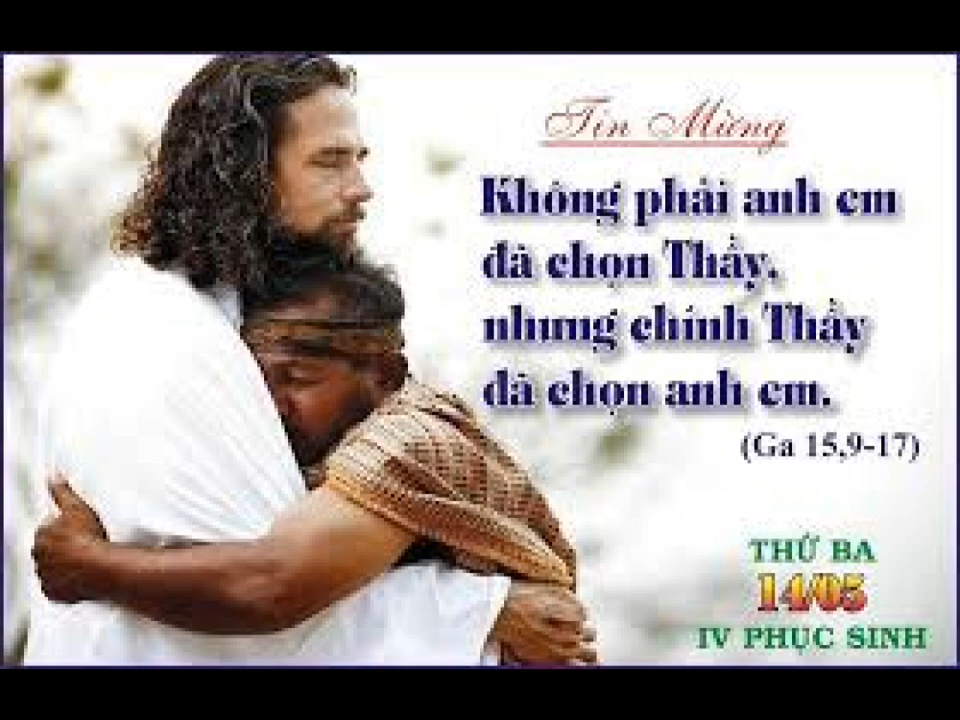 Tin Mừng
Không phải anh em
đã chọn Thầy,
nhưng chính Thầy
đã chọn anh em.
(Ga 15,9-17)
THỨ BA
14/05
IV PHỤC SINH